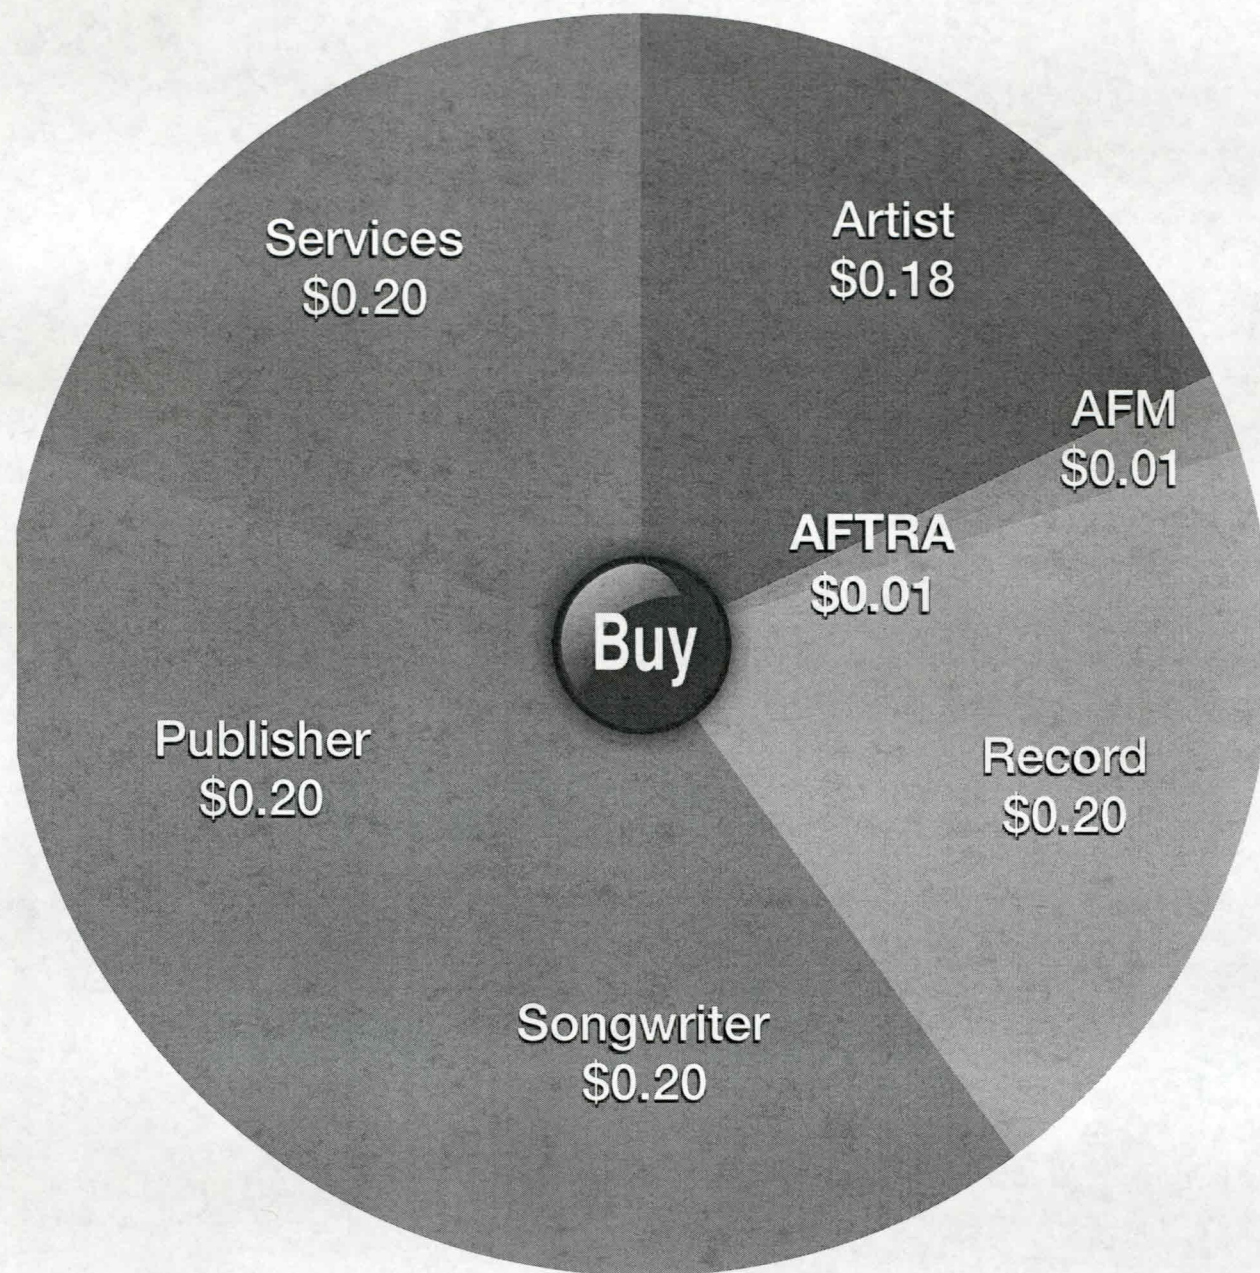 Services
$0.20
Artist
$0.18
AFM
$0.01
AFTRA
$0.01
Buy
Publisher
$0.20
Record
$0.20
Songwriter
$0.20